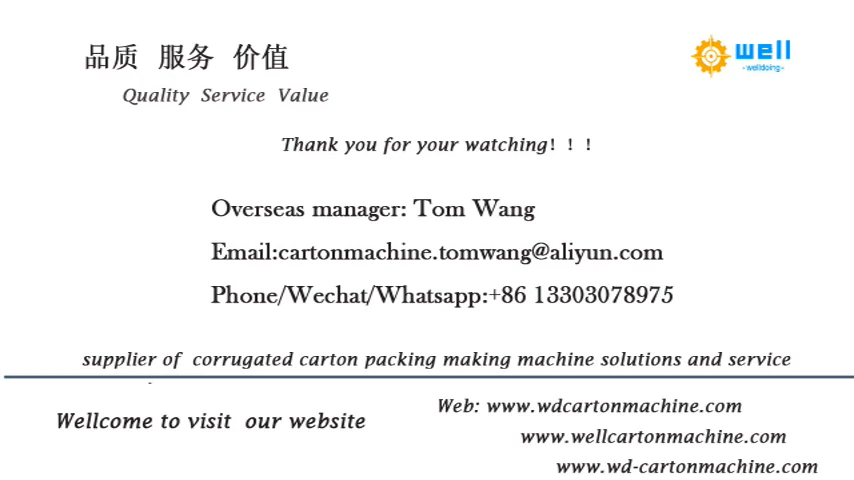 品质 服务 价值
well
-welldoing-
Quality Service Value
Thank you for your watching！！！
Overseas manager: Tom Wang
Email:cartonmachine.tomwang@aliyun.com
Phone/Wechat/Whatsapp:+86 13303078975
supplier of corrugated carton packing making machine solutions and service
Wellcome to visit our website
Web: www.wdcartonmachine.com
www.wellcartonmachine.com
www.wd-cartonmachine.com